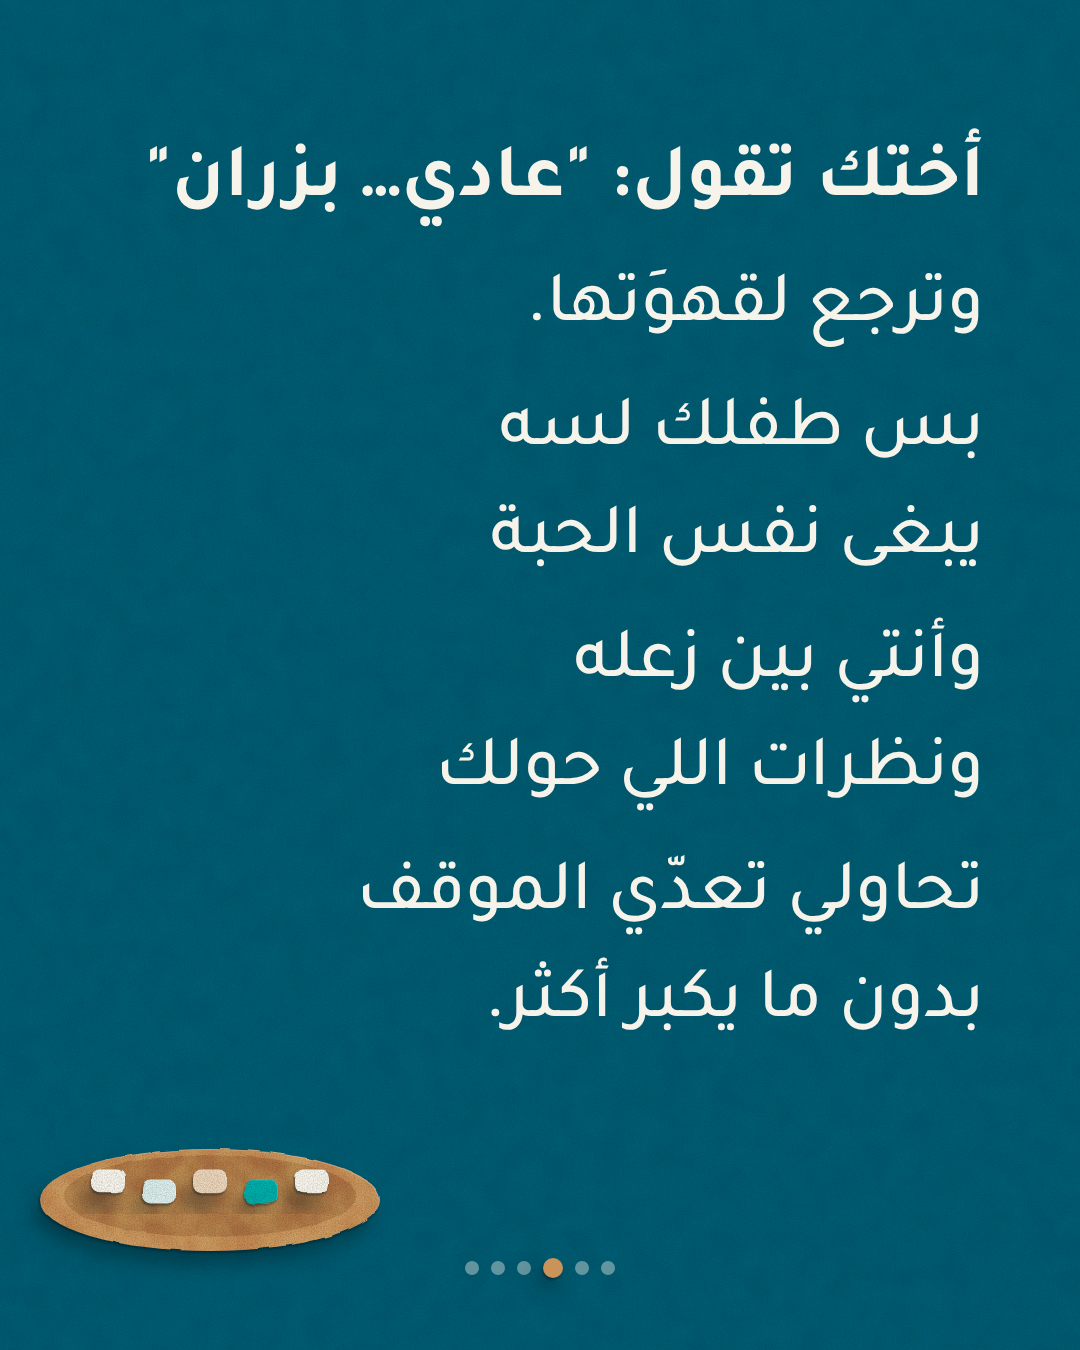 أختك تقول: "عادي... بزران"
وترجع لقهوَتها.
بس طفلك لسه
يبغى نفس الحبة
وأنتي بين زعله
ونظرات اللي حولك
تحاولي تعدّي الموقف
بدون ما يكبر أكثر.